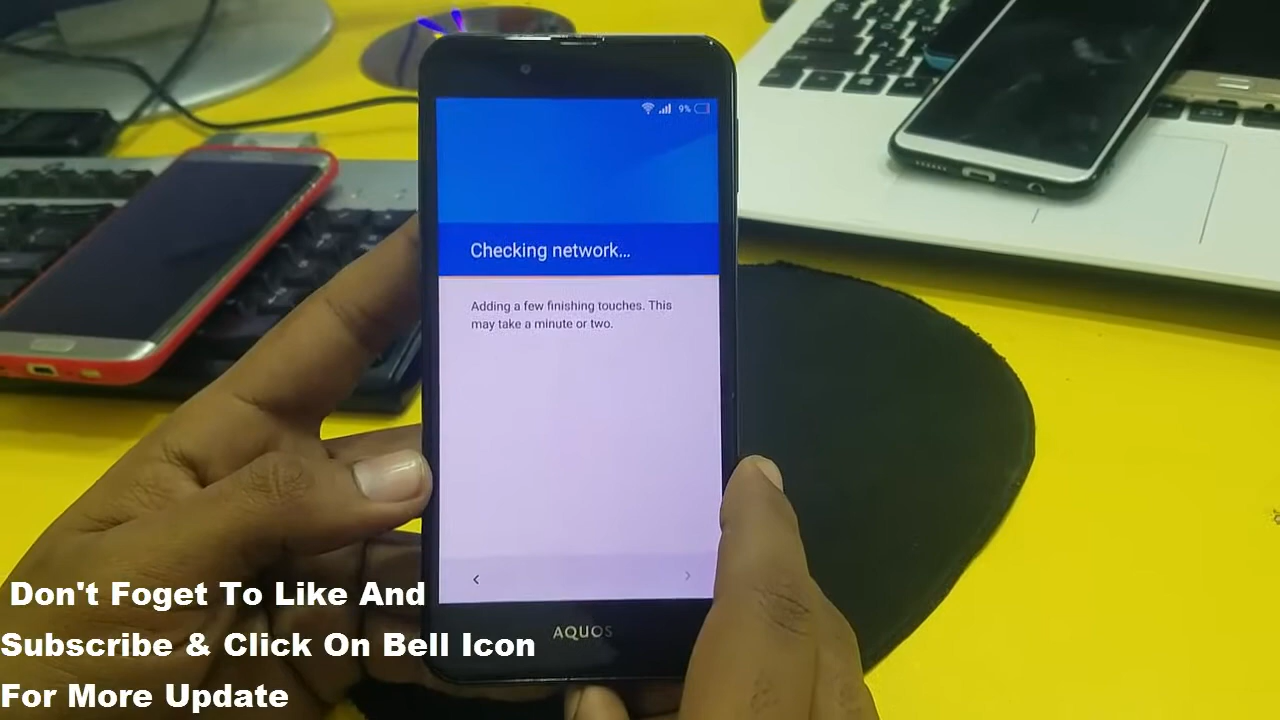 9%
Checking network...
Adding a few finishing touches. This
may take a minute or two.
AQUOS
Don't Foget To Like And
Subscribe & Click On Bell Icon
For More Update